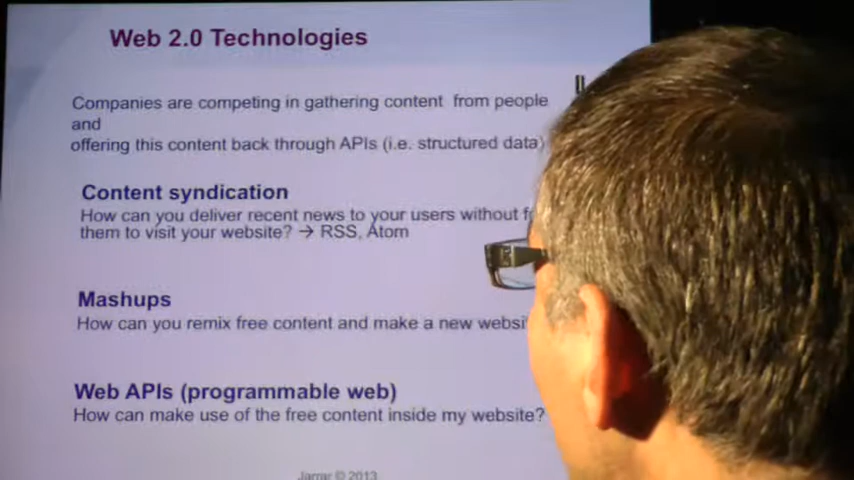 Web 2.0 Technologies
Companies are competing in gathering content from people
and
offering this content back through APIs (i.e. structured data)
Content syndication
How can you deliver recent news to your users without
them to visit your website? → RSS, Atom
Mashups
How can you remix free content and make a new
Web APIs (programmable web)
How can make use of the free content inside my website?
Jarrar © 2013